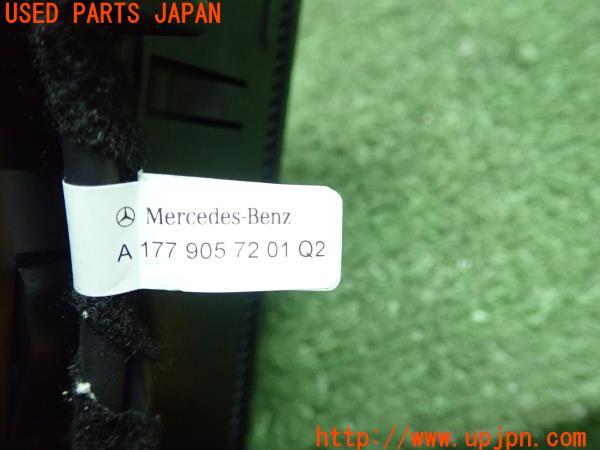 USED PARTS JAPAN
Mercedes-Benz
A 177 905 72 01 Q2
http://www.upjpn.com